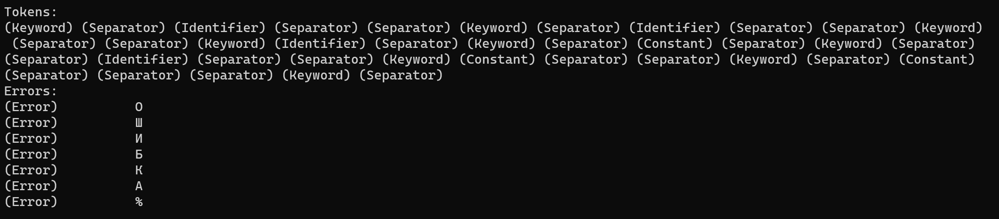 Tokens:
(Keyword) (Separator) (Identifier) (Separator) (Separator) (Keyword) (Separator) (Identifier) (Separator) (Separator) (Keyword)
(Separator) (Separator) (Keyword) (Identifier) (Separator) (Keyword) (Separator) (Constant) (Separator) (Keyword) (Separator)
(Separator) (Identifier) (Separator) (Separator) (Keyword) (Constant) (Separator) (Separator) (Keyword) (Separator) (Constant)
(Separator) (Separator) (Separator) (Keyword) (Separator)
Errors:
(Error) О
(Error) Ш
(Error) И
(Error) Б
(Error) К
(Error) А
(Error) %